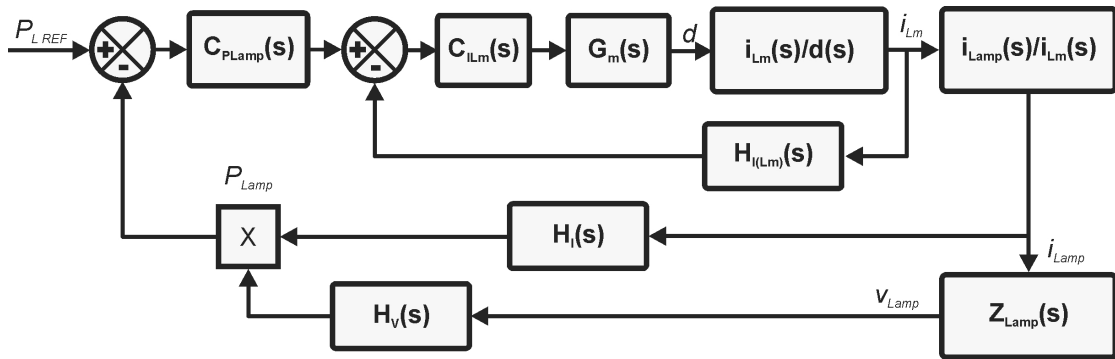 P_L REF
+
-
C_PLamp(s)
+
-
C_ILm(s)
G_m(s)
d
i_Lm(s)/d(s)
i_Lm
i_Lamp(s)/i_Lm(s)
H_I(Lm)(s)
P_Lamp
X
H_I(s)
i_Lamp
H_V(s)
v_Lamp
Z_Lamp(s)